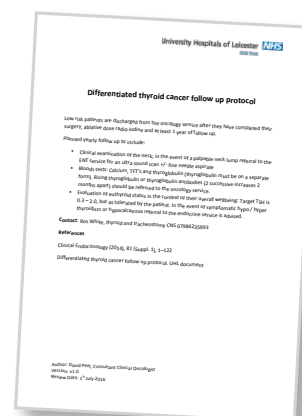 University Hospitals of Leicester NHS
NHS Trust
Differentiated thyroid cancer follow up protocol
Low risk patients are discharged from the oncology service after they have completed their
surgery, ablative dose radio-iodine and at least 1 year of follow up.
Planned yearly follow up to include:
• Clinical examination of the neck; in the event of a palpable neck lump referral to the
ENT service for an ultra sound scan +/- fine needle aspirate
• Bloods tests: Calcium, TFT's and thyroglobulin (thyroglobulin must be on a separate
form). Rising thyroglobulin or thyroglobulin antibodies (2 successive increases 2
months apart) should be referred to the oncology service.
• Evaluation of euthyroid status in the context of their overall wellbeing: Target TSH is
0.3 – 2.0, but as tolerated by the patient. In the event of symptomatic hypo / hyper
thyroidism or hypocalcaemia referral to the endocrine service is advised.
Contact: Ros White, thyroid and tracheostomy CNS 07984235993
References
Clinical Endocrinology (2014), 81 (Suppl. 1), 1–122
Differentiated thyroid cancer follow up protocol. UHL document
Author: David Peel, Consultant Clinical Oncologist
Version: v1.0
Review Date: 1st July 2016